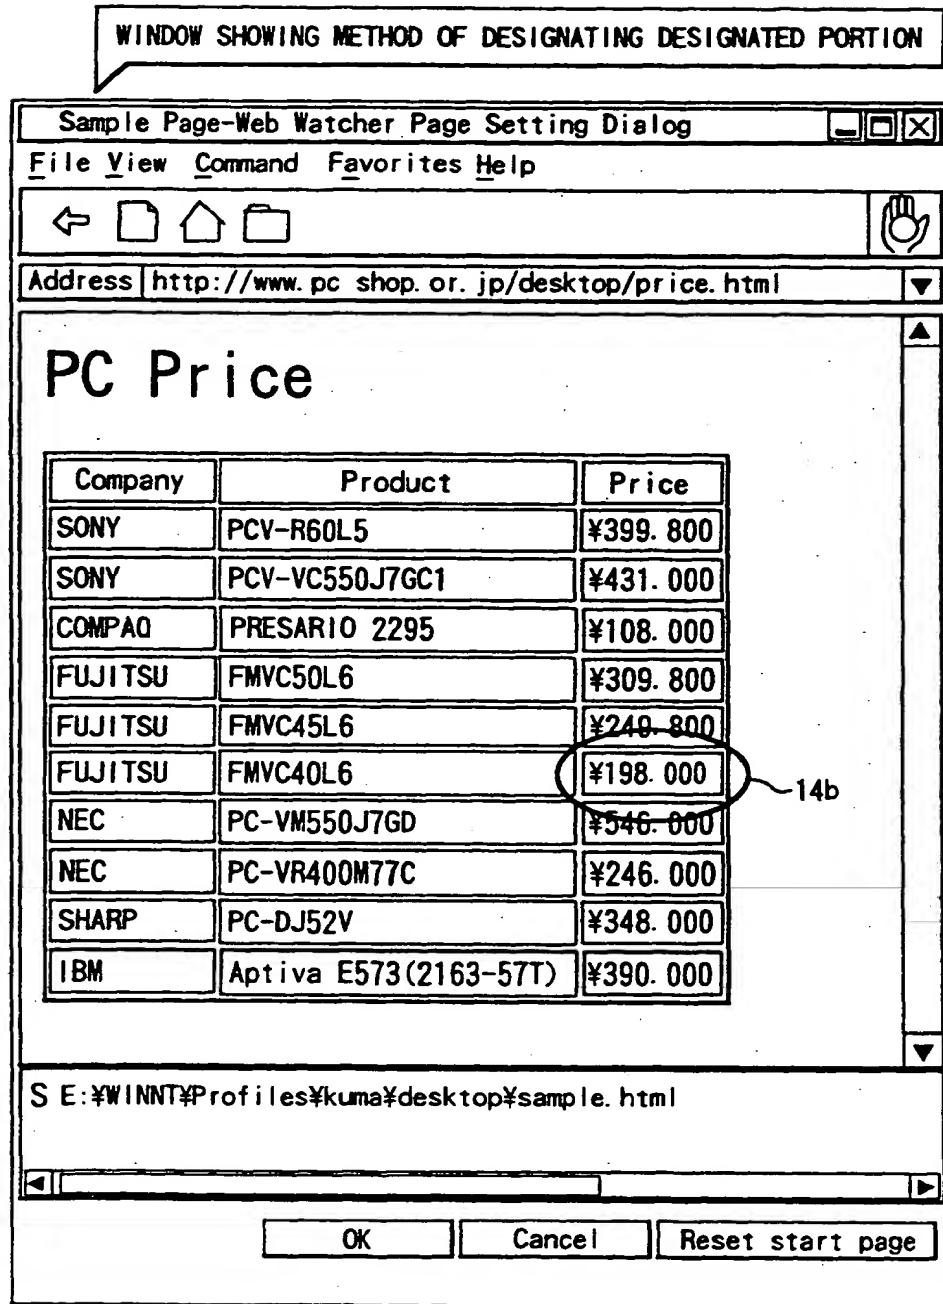 WINDOW SHOWING METHOD OF DESIGNATING DESIGNATED PORTION
Sample Page-Web Watcher Page Setting Dialog
File View Command Favorites Help
Address http://www.pc shop.or.jp/desktop/price.html
PC Price
Company Product Price
SONY PCV-R60L5 ¥399.800
SONY PCV-VC550J7GC1 ¥431.000
COMPAQ PRESARIO 2295 ¥108.000
FUJITSU FMVC50L6 ¥309.800
FUJITSU FMVC45L6 ¥249.800
FUJITSU FMVC40L6 ¥198.000 14b
NEC PC-VM550J7GD ¥546.000
NEC PC-VR400M77C ¥246.000
SHARP PC-DJ52V ¥348.000
IBM Aptiva E573(2163-57T) ¥390.000
S E:¥WINNT¥Profiles¥kuma¥desktop¥sample.html
OK Cancel Reset start page